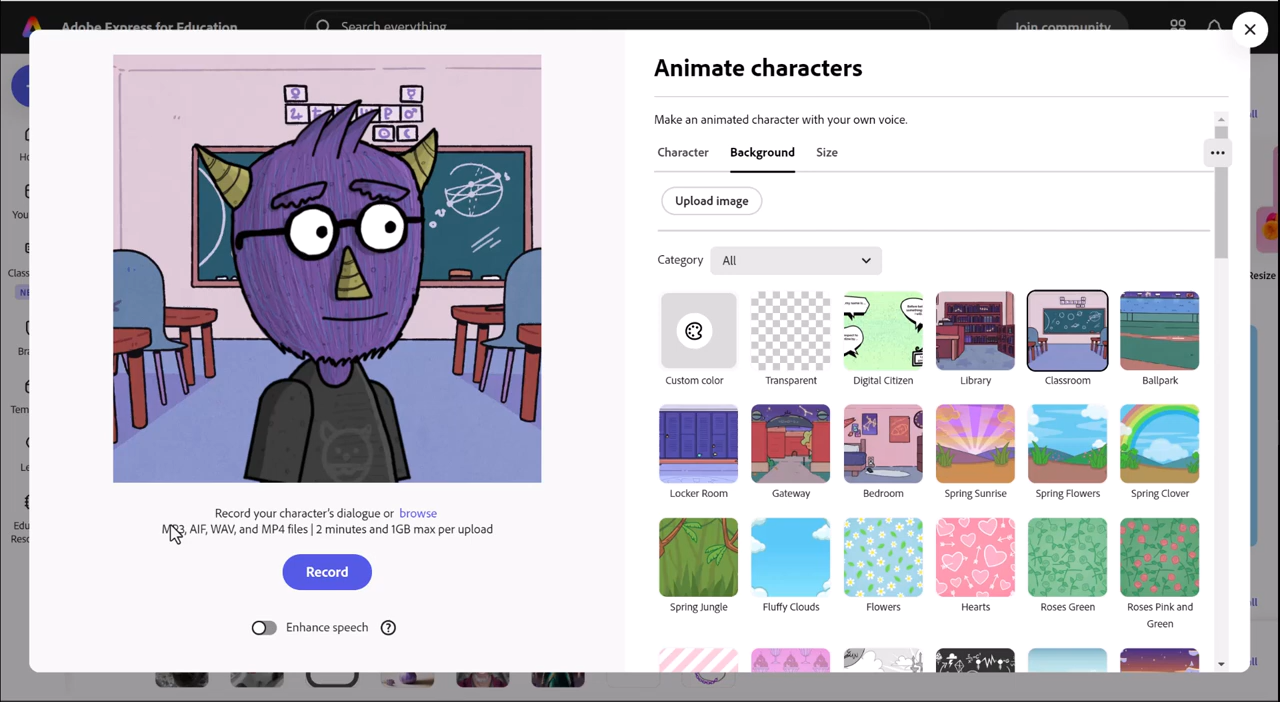 Adobe Express for Education
Search everything
Join community
Animate characters
Make an animated character with your own voice.
Character
Background
Size
Upload image
Category
All
Custom color
Transparent
Digital Citizen
Library
Classroom
Ballpark
Locker Room
Gateway
Bedroom
Spring Sunrise
Spring Flowers
Spring Clover
Spring Jungle
Fluffy Clouds
Flowers
Hearts
Roses Green
Roses Pink and
Green
Record your character's dialogue or browse
MP3, AIF, WAV, and MP4 files | 2 minutes and 1GB max per upload
Record
Enhance speech
Resize